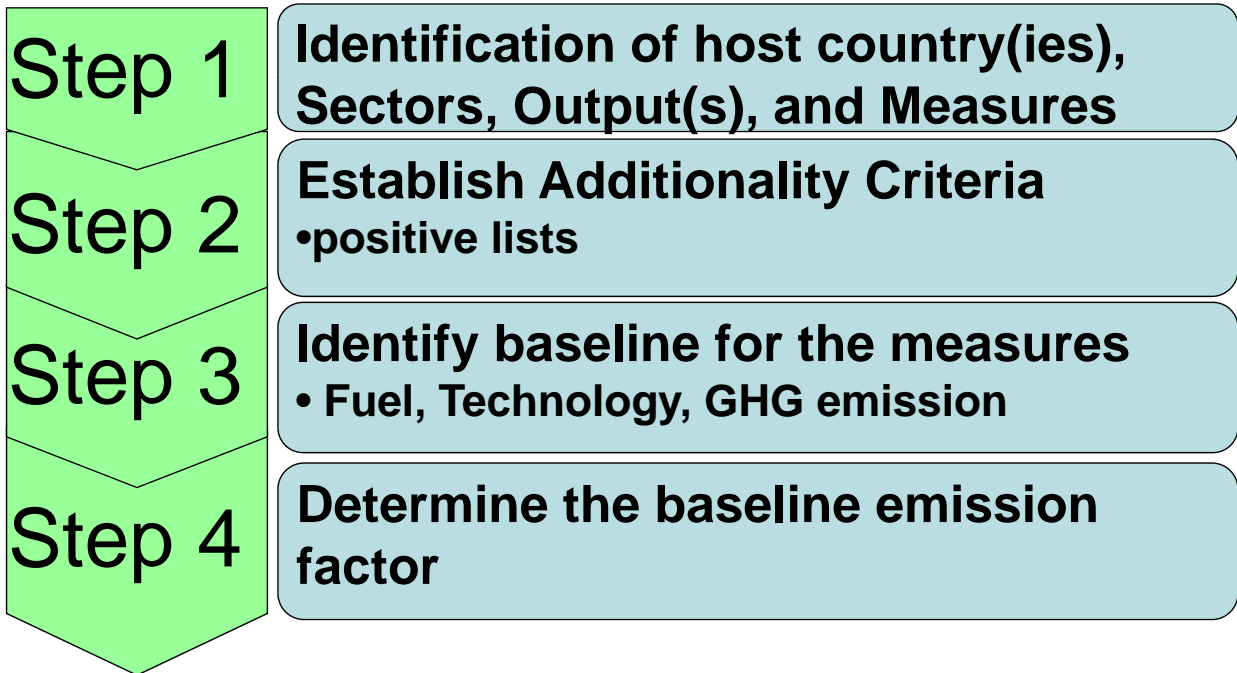 Step 1
Identification of host country(ies),
Sectors, Output(s), and Measures
Step 2
Establish Additionality Criteria
•positive lists
Step 3
Identify baseline for the measures
• Fuel, Technology, GHG emission
Step 4
Determine the baseline emission
factor